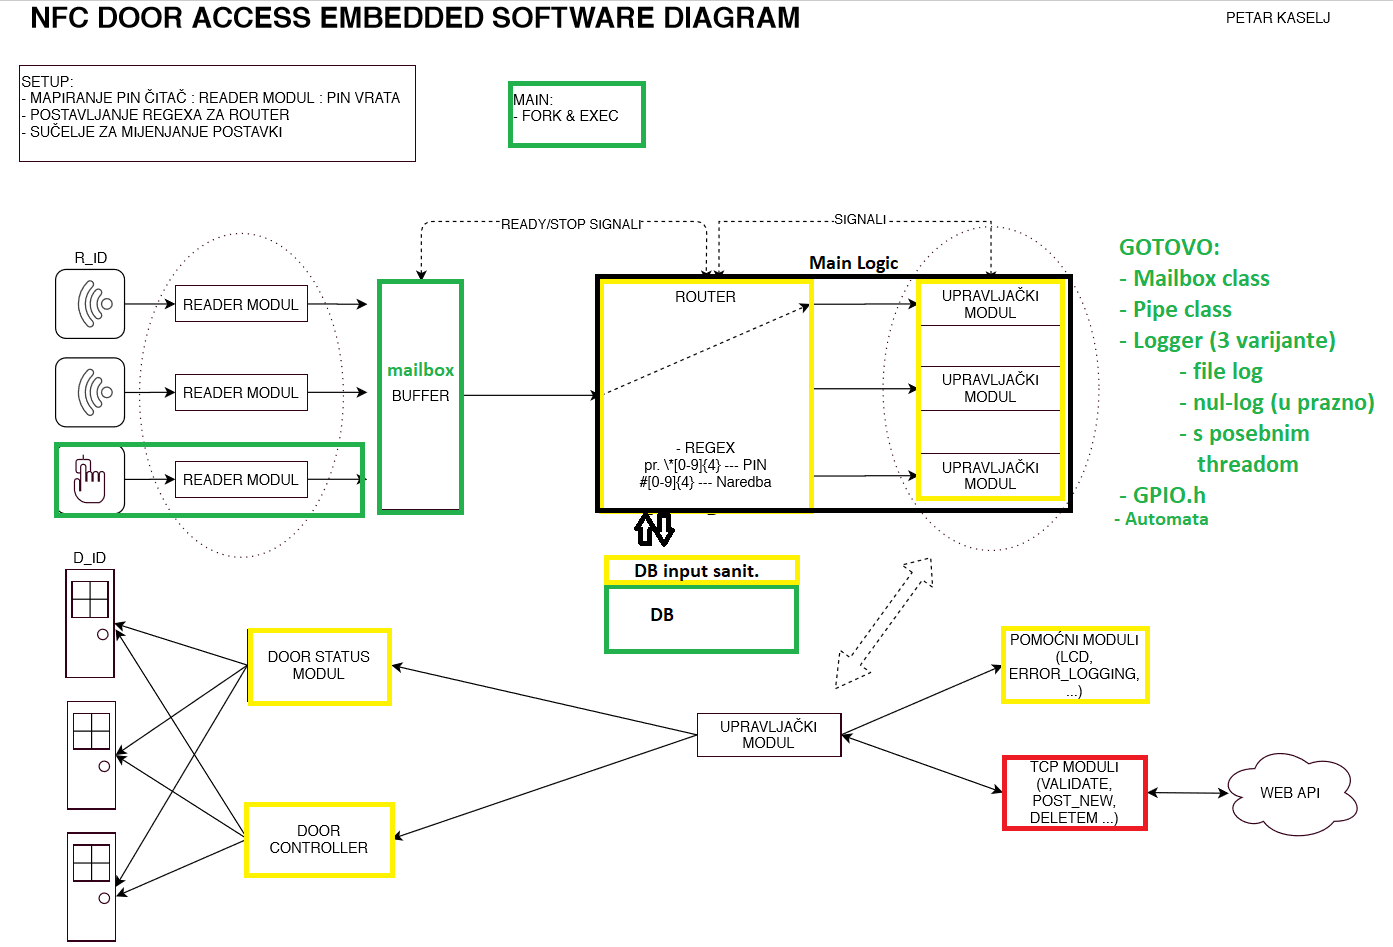 NFC DOOR ACCESS EMBEDDED SOFTWARE DIAGRAM
PETAR KASELJ
SETUP:
- MAPIRANJE PIN ČITAČ : READER MODUL : PIN VRATA
- POSTAVLJANJE REGEXA ZA ROUTER
- SUČELJE ZA MIJENJANJE POSTAVKI
MAIN:
- FORK & EXEC
READY/STOP SIGNALI
SIGNALI
R_ID
READER MODUL
READER MODUL
READER MODUL
mailbox
BUFFER
Main Logic
ROUTER
- REGEX
pr. \*[0-9]{4} --- PIN
#[0-9]{4} --- Naredba
UPRAVLJAČKI
MODUL
UPRAVLJAČKI
MODUL
UPRAVLJAČKI
MODUL
GOTOVO:
- Mailbox class
- Pipe class
- Logger (3 varijante)
- file log
- nul-log (u prazno)
- s posebnim
threadom
- GPIO.h
- Automata
DB input sanit.
DB
D_ID
DOOR STATUS
MODUL
DOOR
CONTROLLER
UPRAVLJAČKI
MODUL
POMOĆNI MODULI
(LCD,
ERROR_LOGGING,
...)
TCP MODULI
(VALIDATE,
POST_NEW,
DELETEM ...)
WEB API